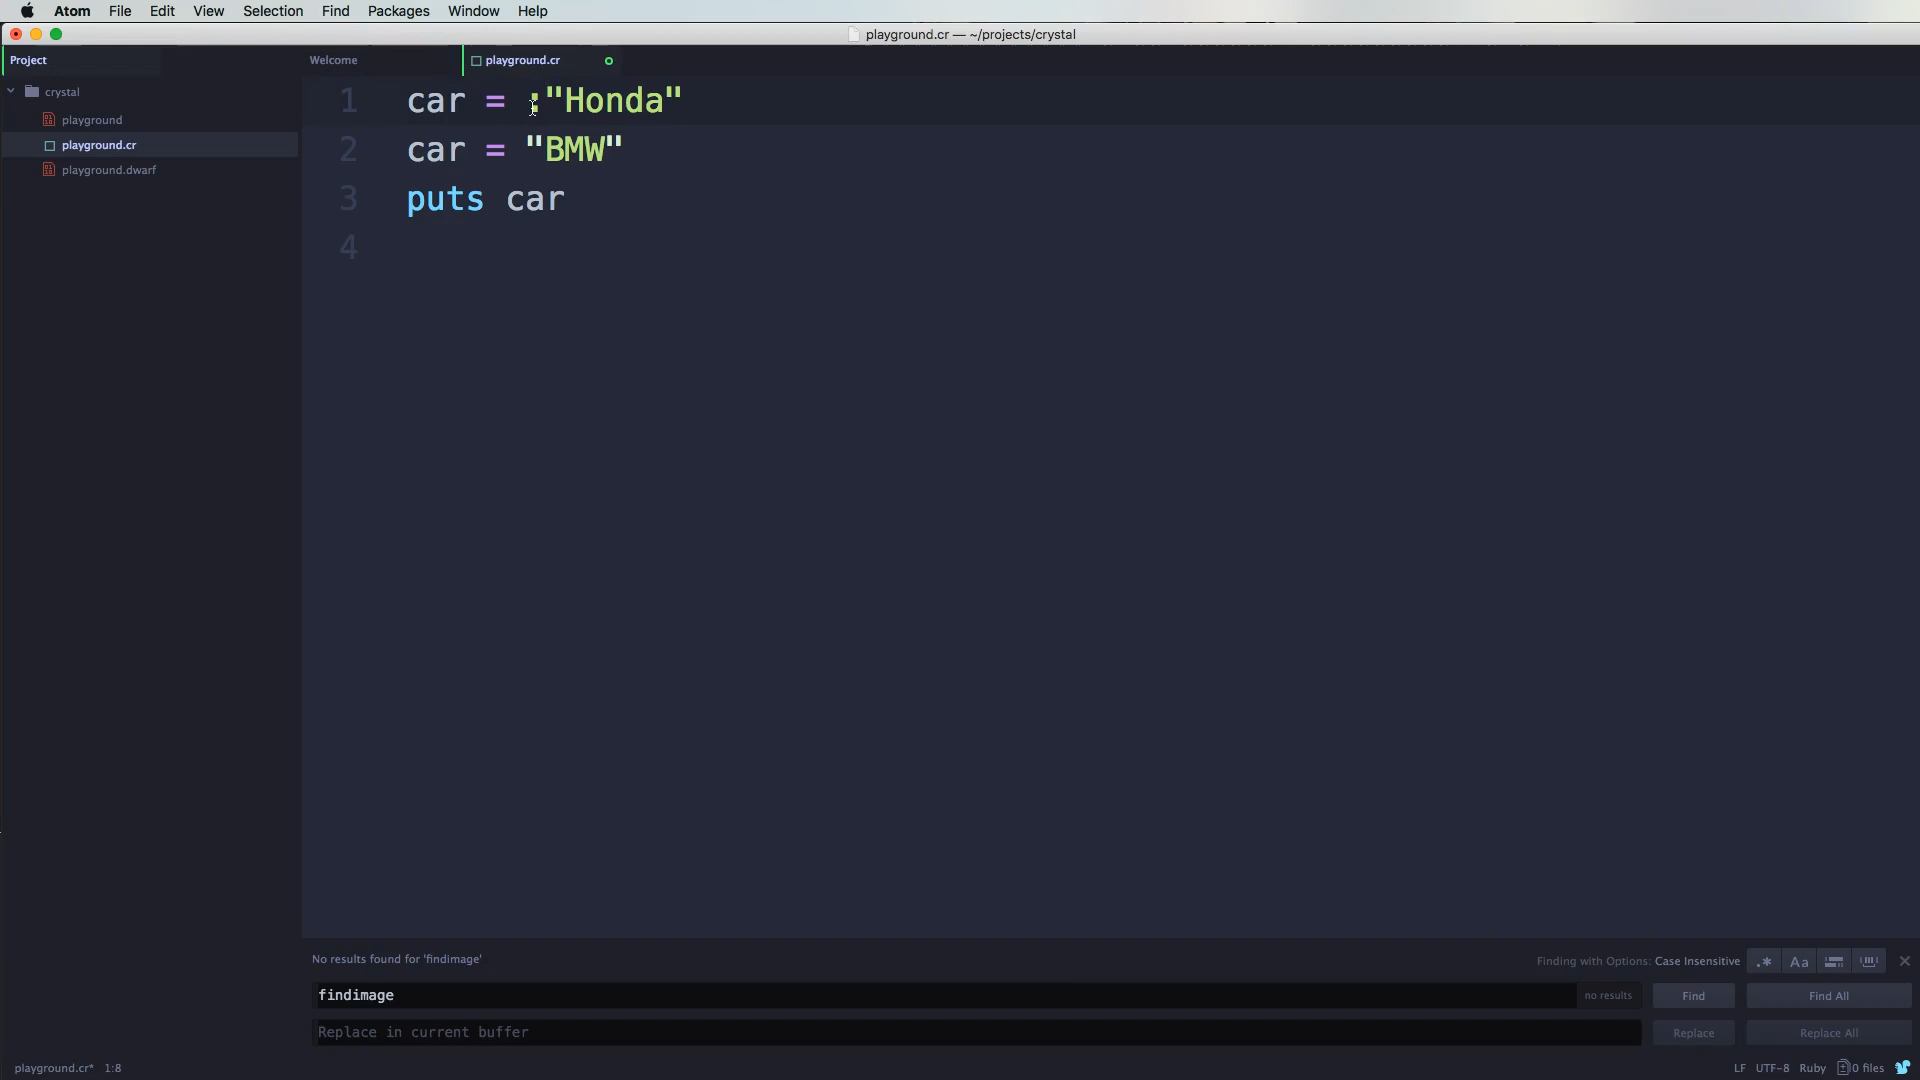 Atom File Edit View Selection Find Packages Window Help
playground.cr — ~/projects/crystal
Project
Welcome
playground.cr
crystal
playground
playground.cr
playground.dwarf
1 car = :"Honda"
2 car = "BMW"
3 puts car
4
No results found for 'findimage'
Finding with Options: Case Insensitive
.* Aa
findimage
no results
Find
Find All
Replace in current buffer
Replace
Replace All
playground.cr* 1:8
LF UTF-8 Ruby 0 files